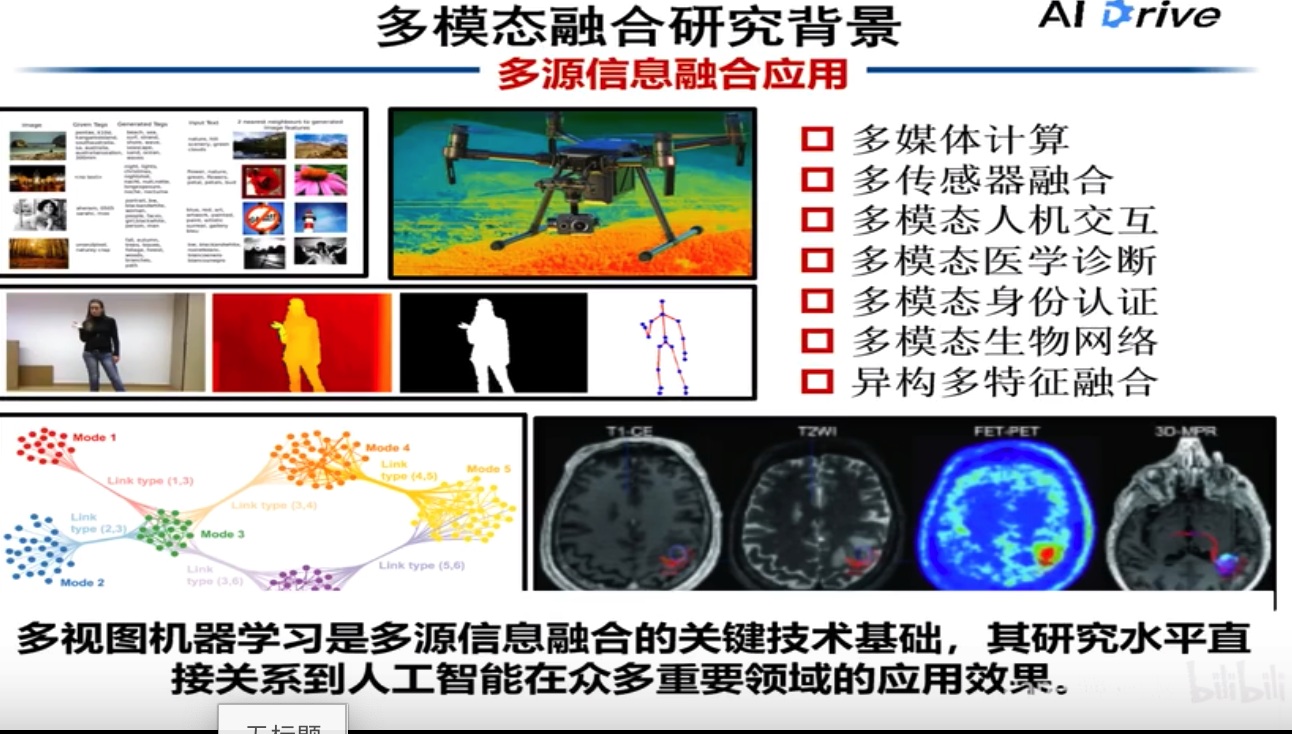 多模态融合研究背景
AI Drive
多源信息融合应用
image
Given Tags
Generated Tags
Input Text
2 nearest neighbours to generated
image features
多媒体计算
多传感器融合
多模态人机交互
多模态医学诊断
多模态身份认证
多模态生物网络
异构多特征融合
Mode 1
Mode 4
Link
type (4,5)
Mode 5
Link type (1,3)
Link type (3,4)
Link
type (2,3)
Mode 3
Link
type (3,6)
Link type (5,6)
Mode 2
T1-CE
T2WI
FET-PET
3D-MPR
多视图机器学习是多源信息融合的关键技术基础，其研究水平直
接关系到人工智能在众多重要领域的应用效果。
bilibili
无标题